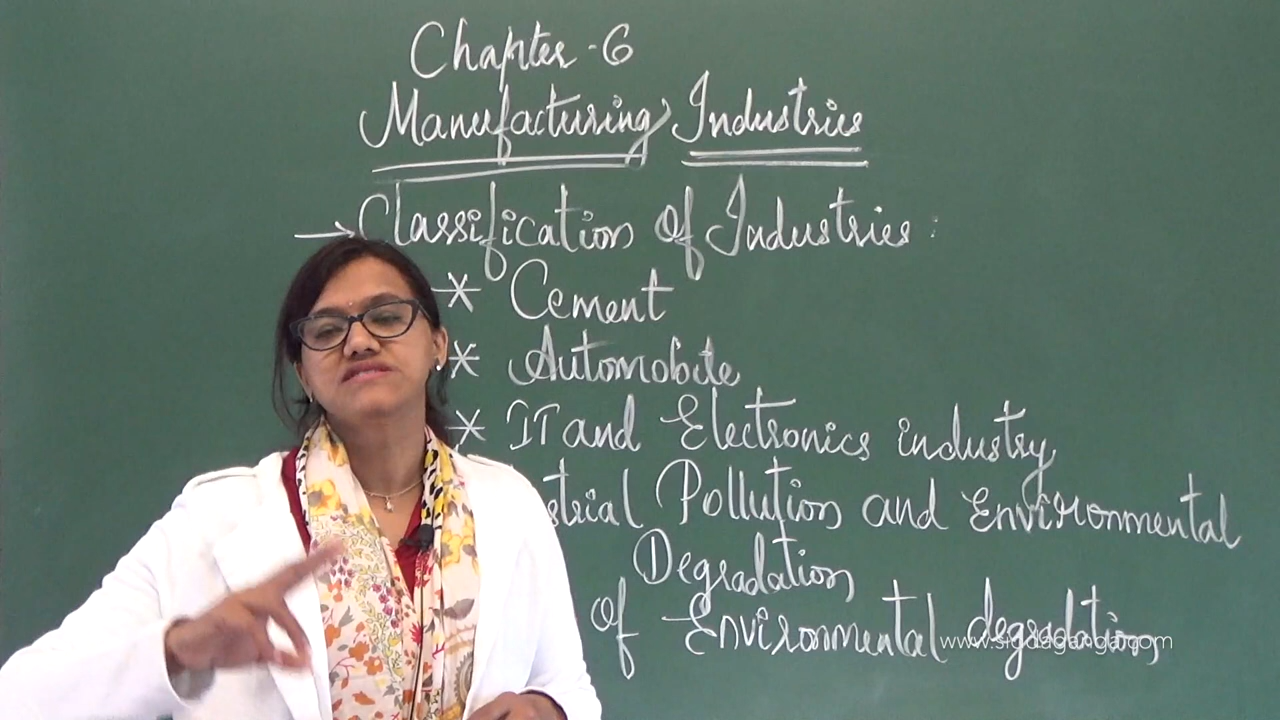 Chapter - 6
Manufacturing Industries
→ Classification of Industries :
* Cement
* Automobile
* IT and Electronics industry
strial Pollution and Environmental
Degradation
of Environmental degradation